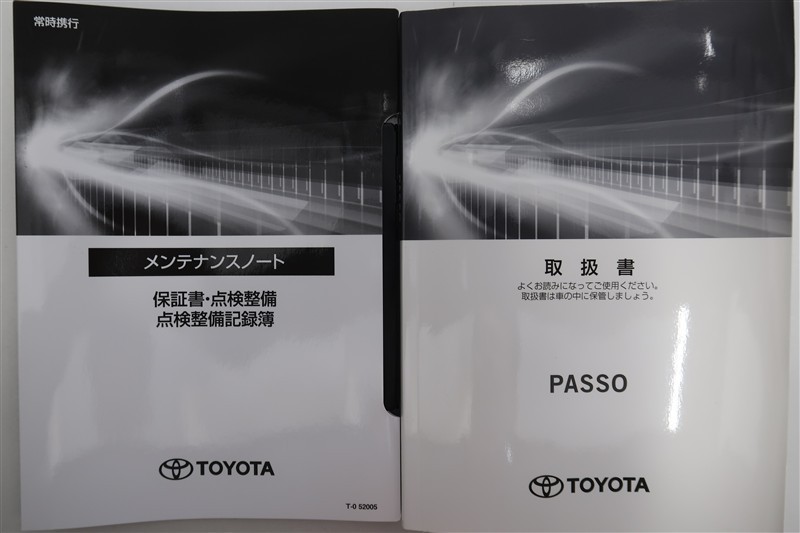 常時携行
メンテナンスノート
保証書・点検整備
点検整備記録簿
TOYOTA
T-0 52005
取扱書
よくお読みになってご使用ください。
取扱書は車の中に保管しましょう。
PASSO
TOYOTA